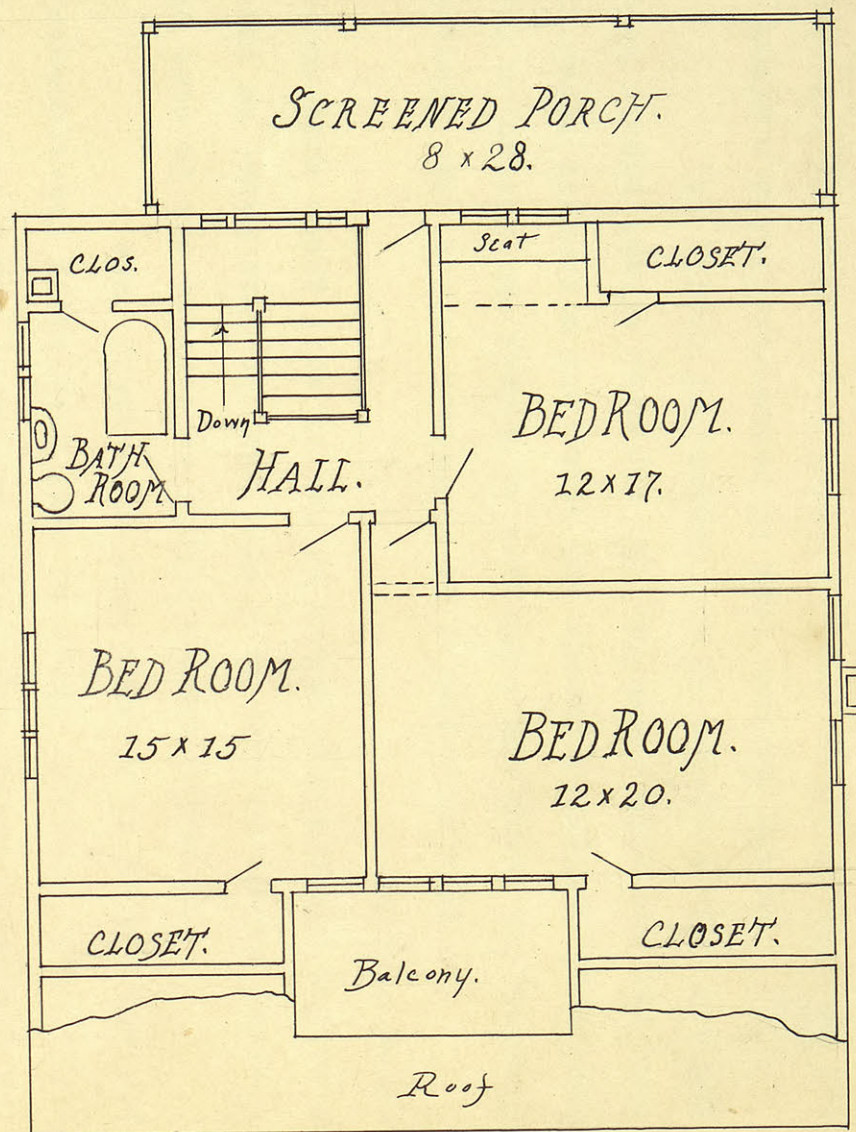 SCREENED PORCH.
8 x 28.
CLOS.
Seat
CLOSET.
Down
BATH
ROOM
HALL.
BED ROOM.
12 x 17.
BED ROOM.
15 x 15
BED ROOM.
12 x 20.
CLOSET.
Balcony.
CLOSET.
Roof